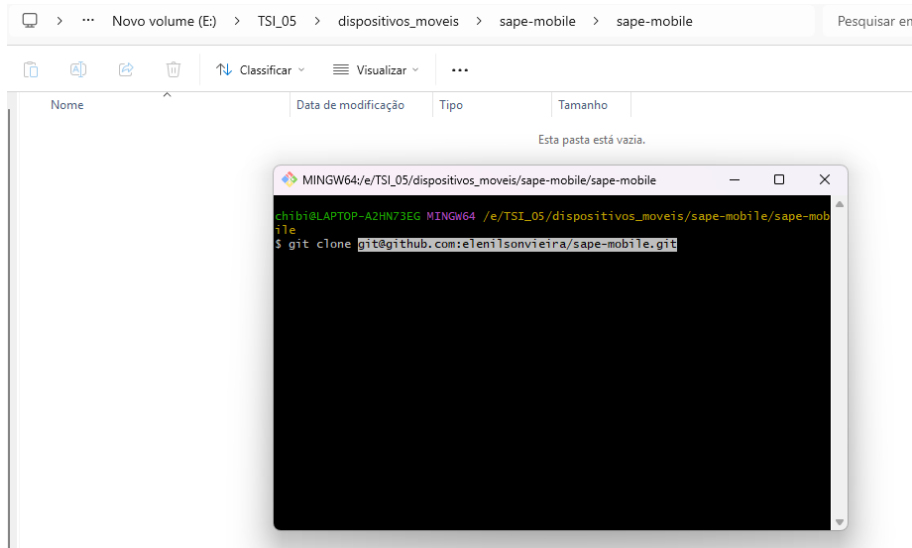 Novo volume (E:) > TSI_05 > dispositivos_moveis > sape-mobile > sape-mobile
Pesquisar en
Classificar
Visualizar
Nome
Data de modificação
Tipo
Tamanho
Esta pasta está vazia.
MINGW64:/e/TSI_05/dispositivos_moveis/sape-mobile/sape-mobile
chibi@LAPTOP-A2HN73EG MINGW64 /e/TSI_05/dispositivos_moveis/sape-mobile/sape-mob
ile
$ git clone git@github.com:elenilsonvieira/sape-mobile.git